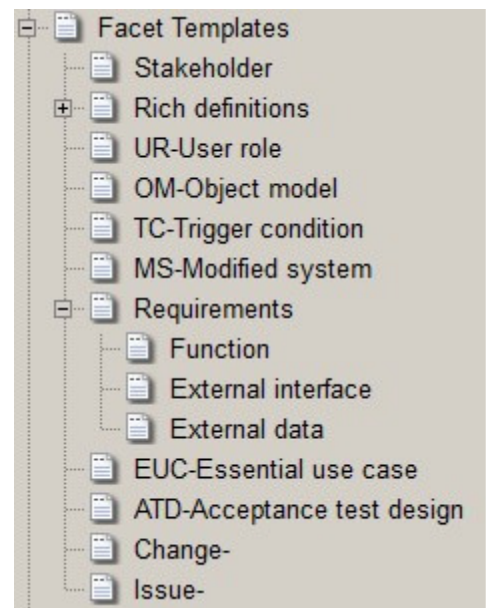 Facet Templates
Stakeholder
Rich definitions
UR-User role
OM-Object model
TC-Trigger condition
MS-Modified system
Requirements
Function
External interface
External data
EUC-Essential use case
ATD-Acceptance test design
Change-
Issue-